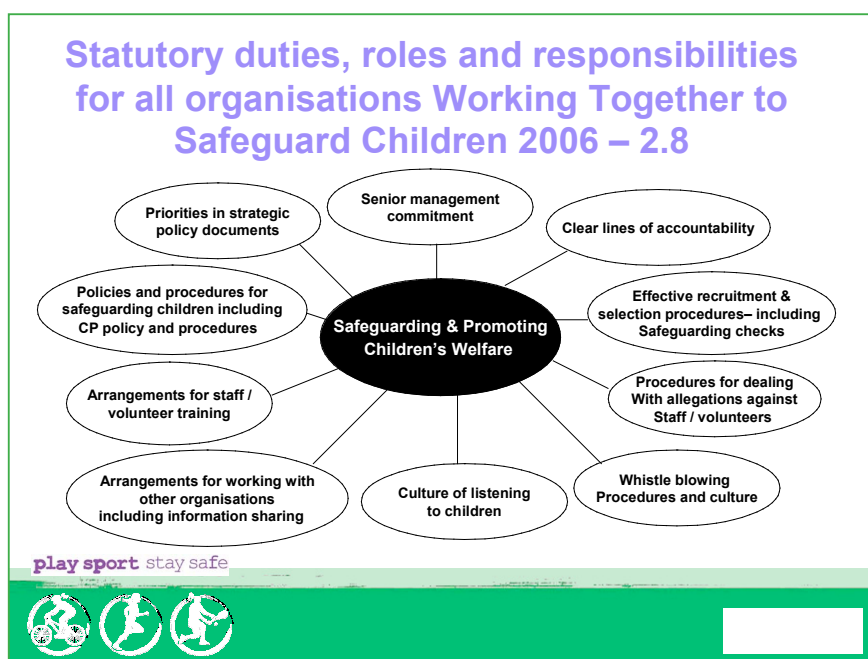 Statutory duties, roles and responsibilities
for all organisations Working Together to
Safeguard Children 2006 – 2.8
Senior management
commitment
Priorities in strategic
policy documents
Clear lines of accountability
Policies and procedures for
safeguarding children including
CP policy and procedures
Effective recruitment &
selection procedures– including
Safeguarding checks
Safeguarding & Promoting
Children's Welfare
Arrangements for staff /
volunteer training
Procedures for dealing
With allegations against
Staff / volunteers
Arrangements for working with
other organisations
including information sharing
Culture of listening
to children
Whistle blowing
Procedures and culture
play sport stay safe